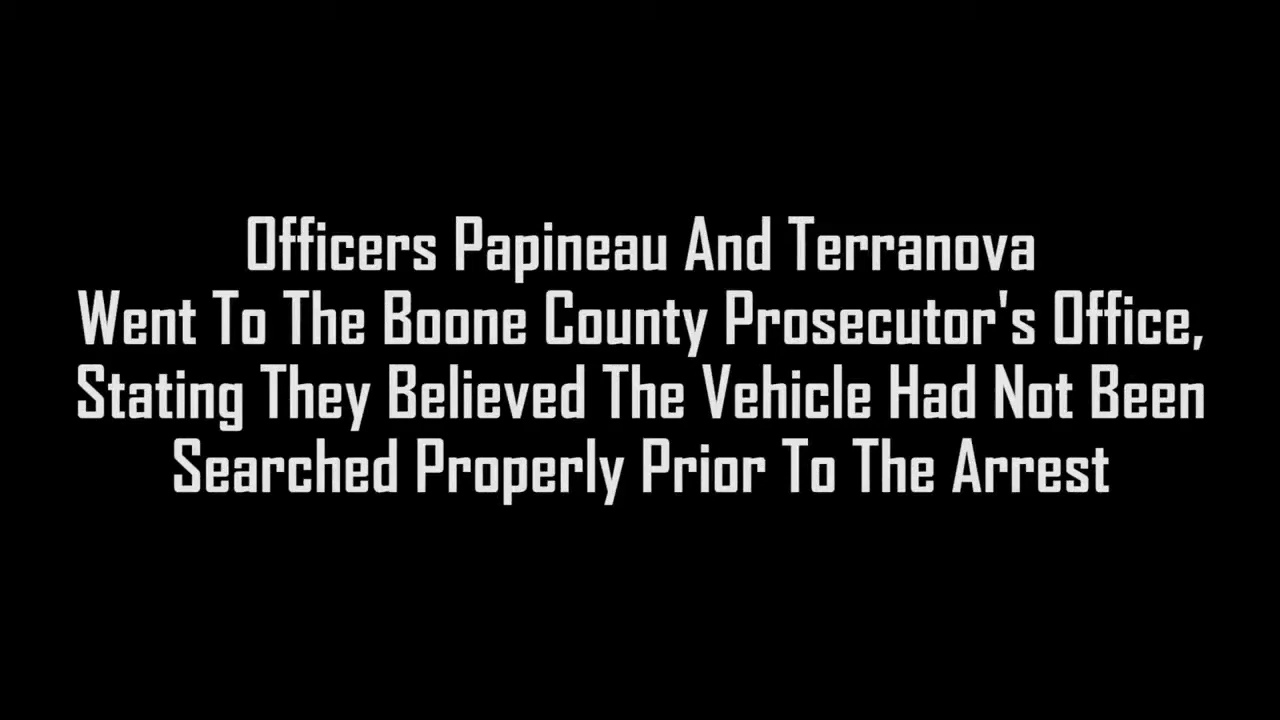 Officers Papineau And Terranova
Went To The Boone County Prosecutor's Office,
Stating They Believed The Vehicle Had Not Been
Searched Properly Prior To The Arrest